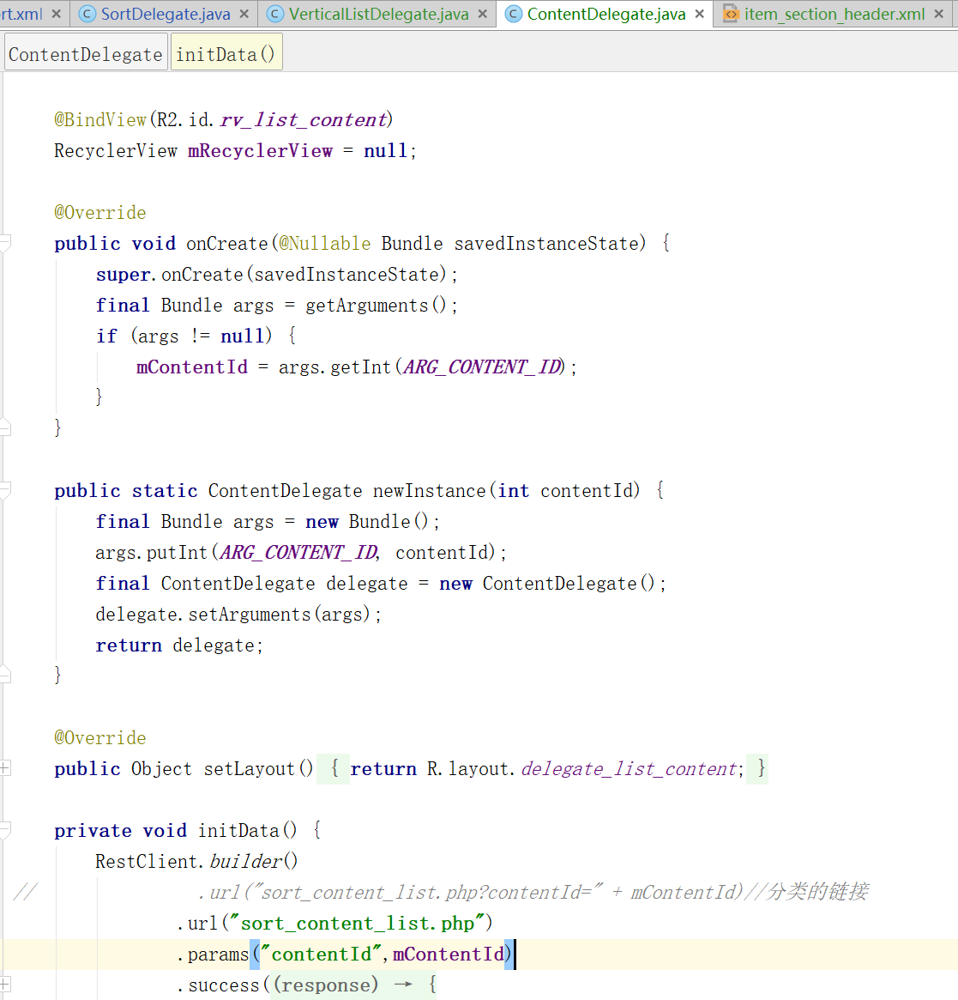 rt.xml SortDelegate.java VerticalListDelegate.java ContentDelegate.java item_section_header.xml
ContentDelegate initData()
@BindView(R2.id.rv_list_content)
RecyclerView mRecyclerView = null;
@Override
public void onCreate(@Nullable Bundle savedInstanceState) {
super.onCreate(savedInstanceState);
final Bundle args = getArguments();
if (args != null) {
mContentId = args.getInt(ARG_CONTENT_ID);
}
}
public static ContentDelegate newInstance(int contentId) {
final Bundle args = new Bundle();
args.putInt(ARG_CONTENT_ID, contentId);
final ContentDelegate delegate = new ContentDelegate();
delegate.setArguments(args);
return delegate;
}
@Override
public Object setLayout() { return R.layout.delegate_list_content; }
private void initData() {
RestClient.builder()
// .url("sort_content_list.php?contentId=" + mContentId)//分类的链接
.url("sort_content_list.php")
.params("contentId",mContentId)
.success((response) → {